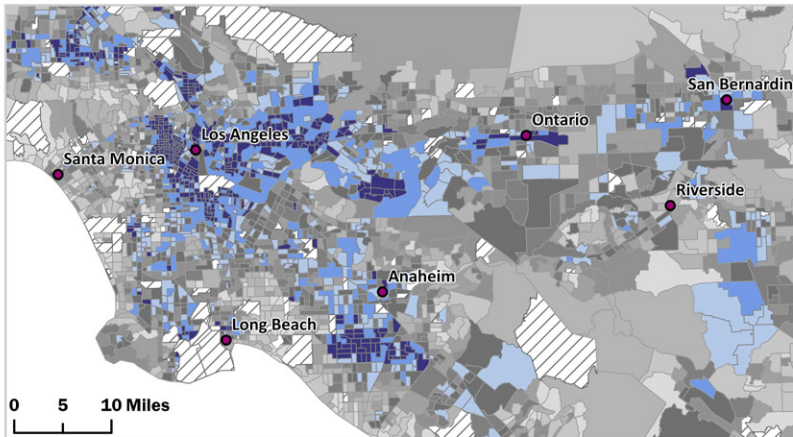 San Bernardin
Ontario
Los Angeles
Santa Monica
Riverside
Anaheim
Long Beach
0 5 10 Miles